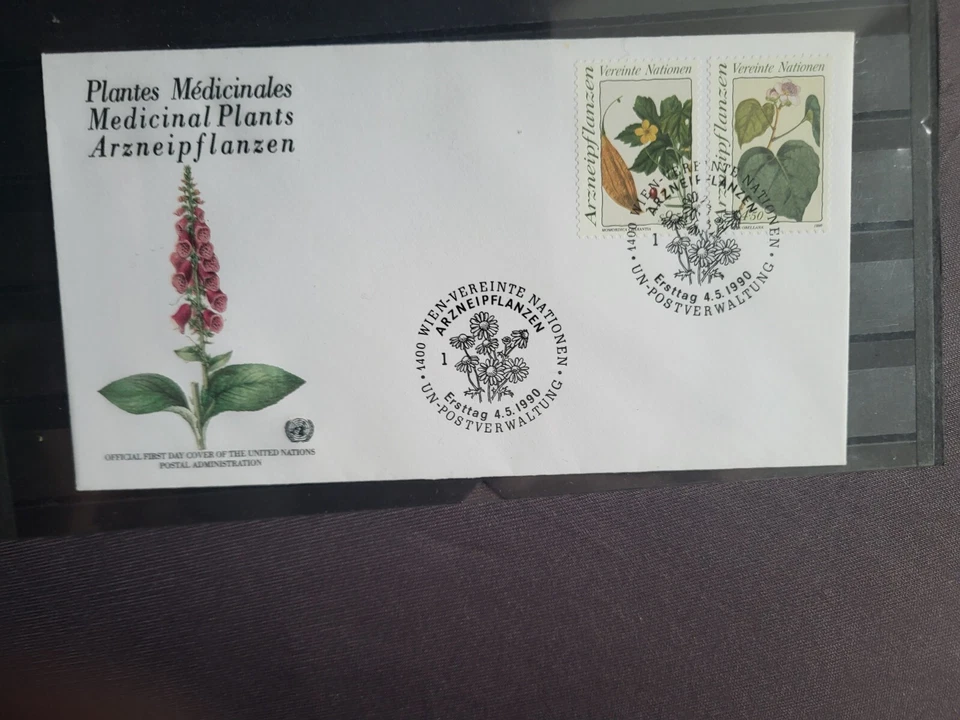 Plantes Médicinales
Medicinal Plants
Arzneipflanzen
OFFICIAL FIRST DAY COVER OF THE UNITED NATIONS
POSTAL ADMINISTRATION
1400 WIEN-VEREINTE NATIONEN
ARZNEIPFLANZEN
1
Ersttag 4.5.1990
UN-POSTVERWALTUNG
Vereinte Nationen
Arzneipflanzen
Vereinte Nationen
Arzneipflanzen
1400 WIEN-VEREINTE NATIONEN
ARZNEIPFLANZEN
1
Ersttag 4.5.1990
UN-POSTVERWALTUNG